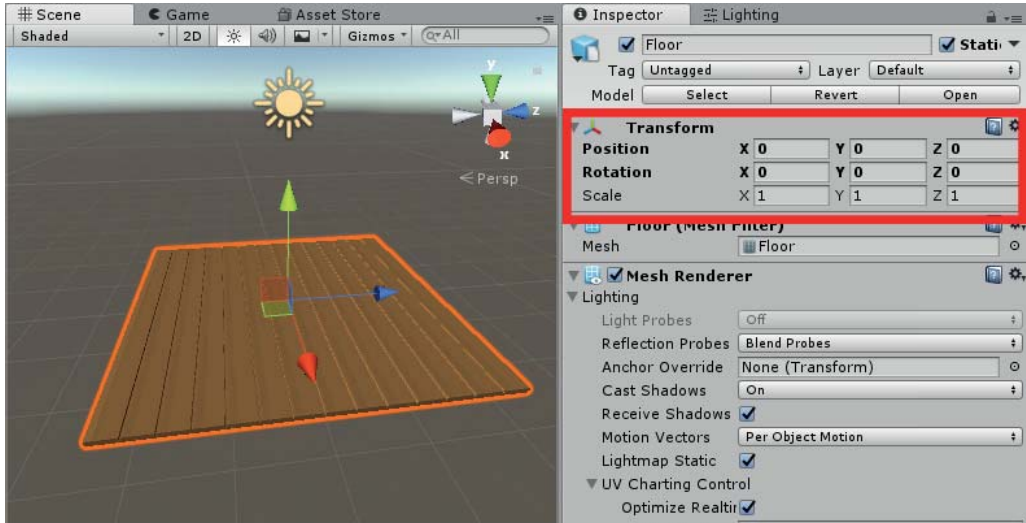 Scene Game Asset Store
Shaded 2D Gizmos All
y
z
x
Persp
Inspector Lighting
Floor Stati
Tag Untagged Layer Default
Model Select Revert Open
Transform
Position X 0 Y 0 Z 0
Rotation X 0 Y 0 Z 0
Scale X 1 Y 1 Z 1
Floor (Mesh Filter)
Mesh Floor
Mesh Renderer
Lighting
Light Probes Off
Reflection Probes Blend Probes
Anchor Override None (Transform)
Cast Shadows On
Receive Shadows
Motion Vectors Per Object Motion
Lightmap Static
UV Charting Control
Optimize Realtir